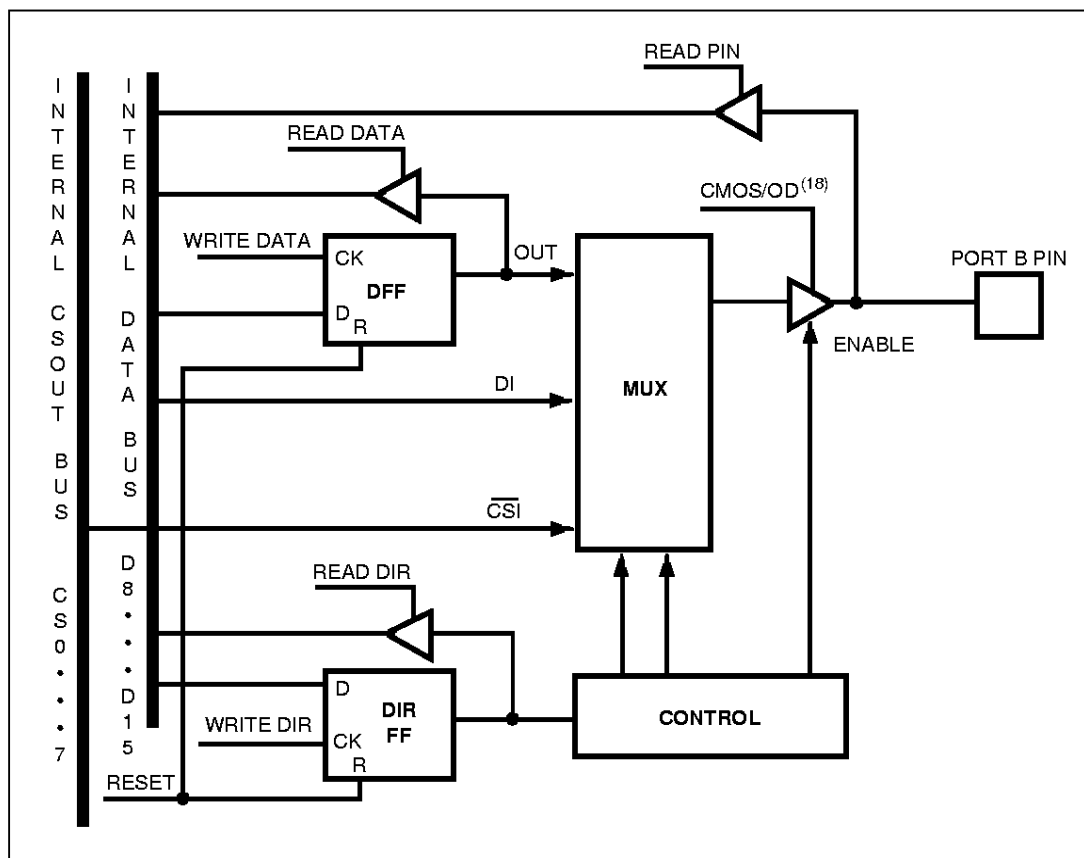 INTERNAL CSOUT BUS CS0•••7
INTERNAL DATA BUS D8•••D15
READ PIN
READ DATA
CMOS/OD(18)
WRITE DATA
CK
DFF
D
R
OUT
PORT B PIN
ENABLE
DI
MUX
CSI
READ DIR
D
DIR
FF
WRITE DIR
CK
R
CONTROL
RESET